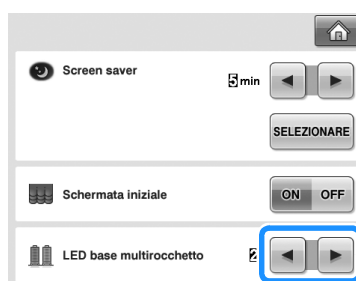 Screen saver
5 min
SELEZIONARE
Schermata iniziale
ON OFF
LED base multirocchetto
2